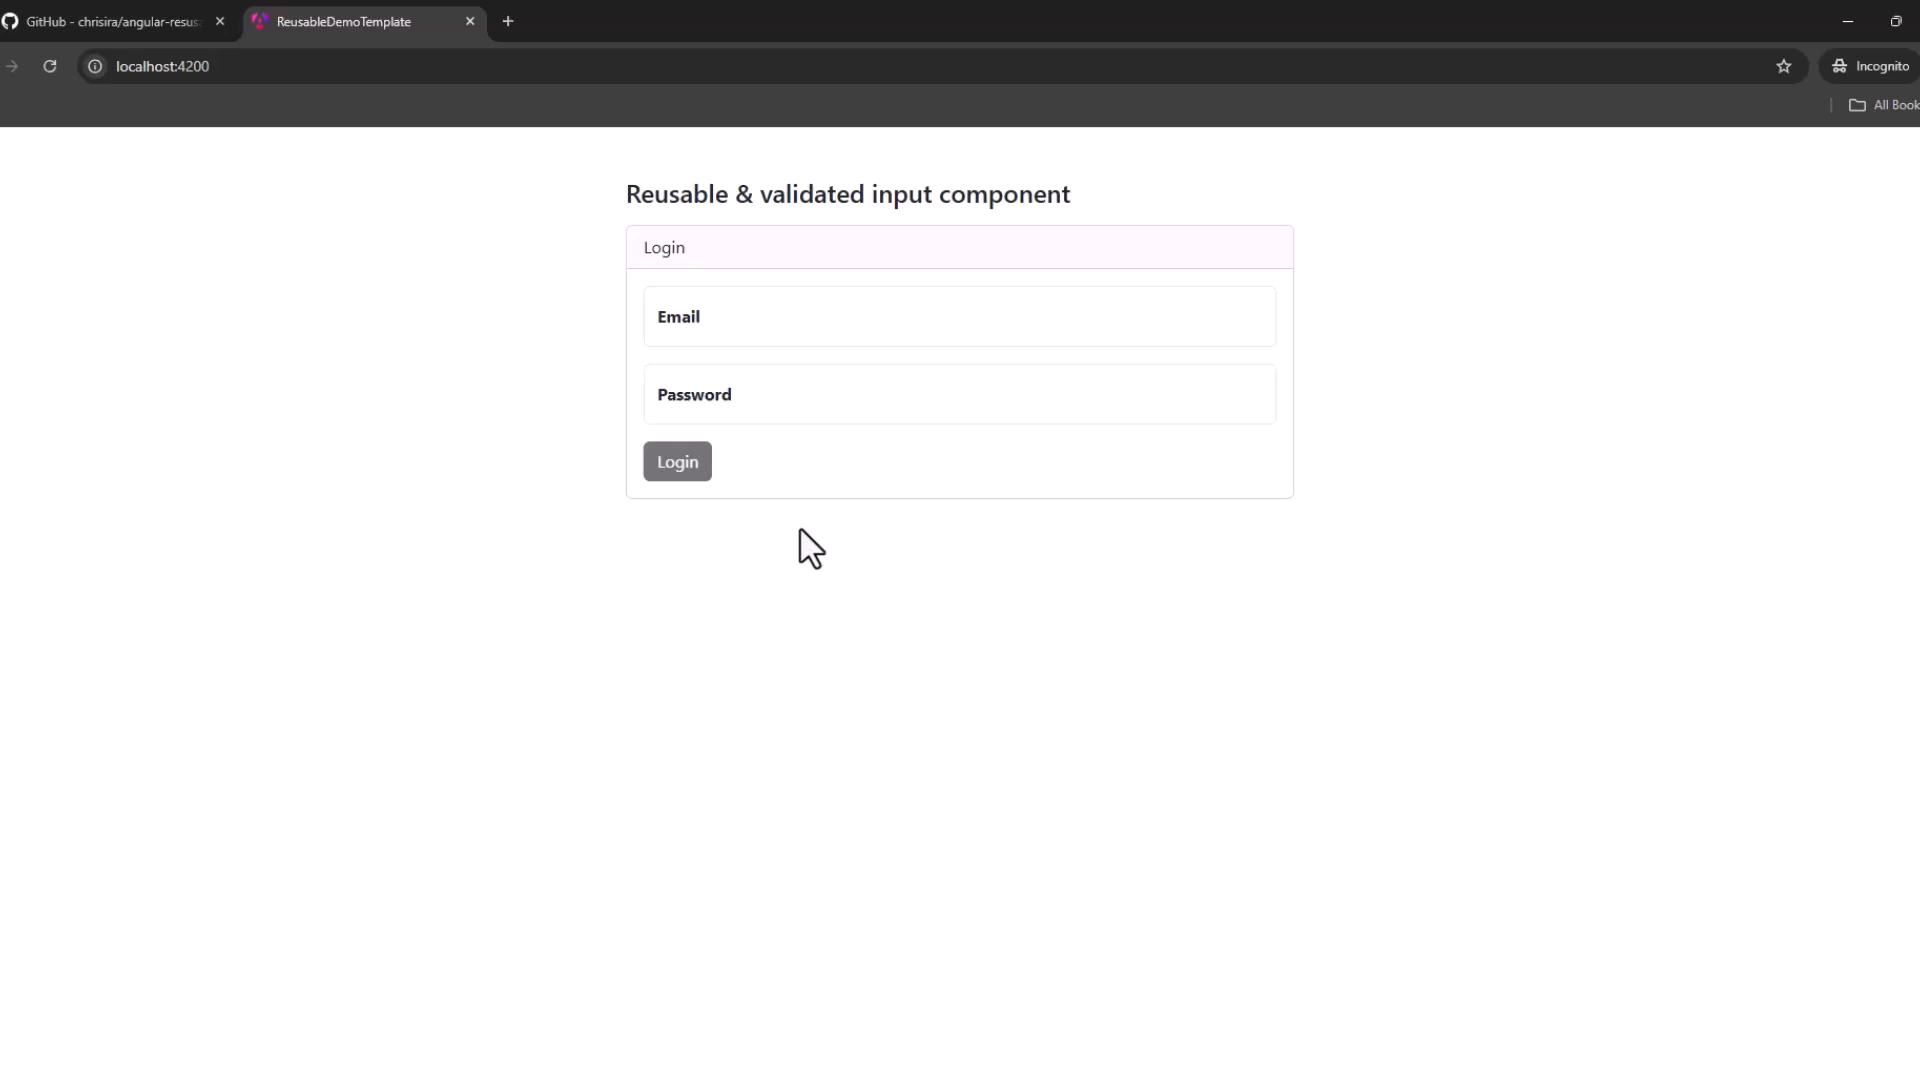 GitHub - chrisira/angular-resus
ReusableDemoTemplate
localhost:4200
Incognito
All Book
Reusable & validated input component
Login
Email
Password
Login